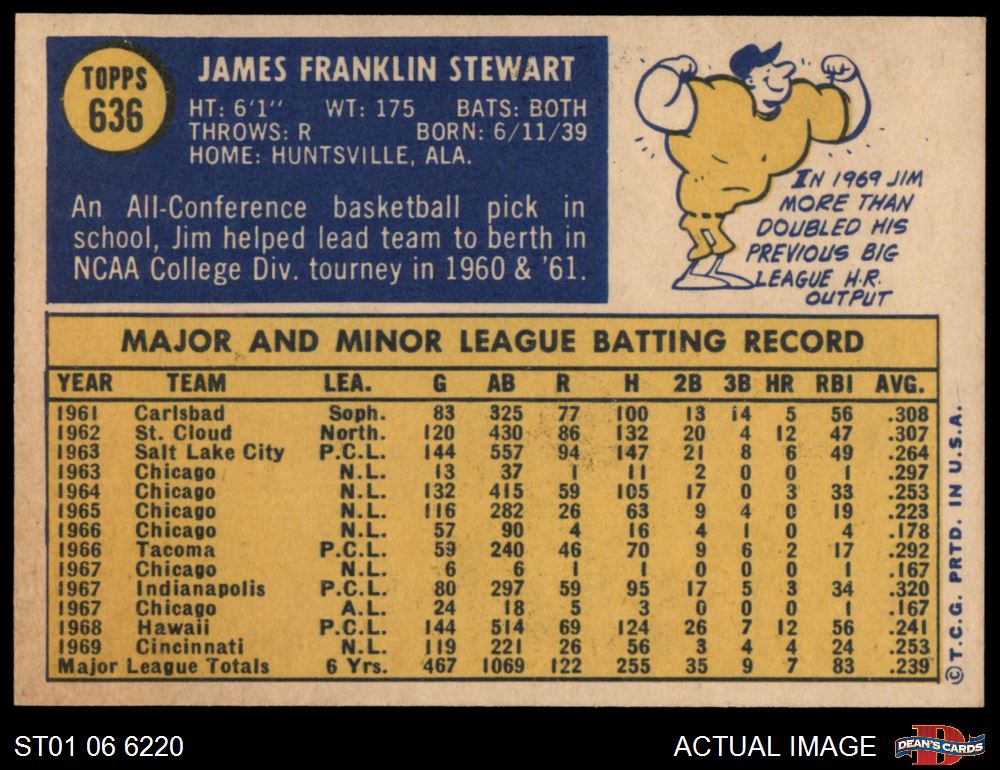 TOPPS
636
JAMES FRANKLIN STEWART
HT: 6'1" WT: 175 BATS: BOTH
THROWS: R BORN: 6/11/39
HOME: HUNTSVILLE, ALA.
An All-Conference basketball pick in
school, Jim helped lead team to berth in
NCAA College Div. tourney in 1960 & '61.
IN 1969 JIM
MORE THAN
DOUBLED HIS
PREVIOUS BIG
LEAGUE H.R.
OUTPUT
MAJOR AND MINOR LEAGUE BATTING RECORD
YEAR TEAM LEA. G AB R H 2B 3B HR RBI AVG.
1961 Carlsbad Soph. 83 325 77 100 13 14 5 56 .308
1962 St. Cloud North. 120 430 86 132 20 4 12 47 .307
1963 Salt Lake City P.C.L. 144 557 94 147 21 8 6 49 .264
1963 Chicago N.L. 13 37 1 11 2 0 0 1 .297
1964 Chicago N.L. 132 415 59 105 17 0 3 33 .253
1965 Chicago N.L. 116 282 26 63 9 4 0 19 .223
1966 Chicago N.L. 57 90 4 16 4 1 0 4 .178
1966 Tacoma P.C.L. 59 240 46 70 9 6 2 17 .292
1967 Chicago N.L. 6 6 1 1 0 0 0 1 .167
1967 Indianapolis P.C.L. 80 297 59 95 17 5 3 34 .320
1967 Chicago A.L. 24 18 5 3 0 0 0 1 .167
1968 Hawaii P.C.L. 144 514 69 124 26 7 12 56 .241
1969 Cincinnati N.L. 119 221 26 56 3 4 4 24 .253
Major League Totals 6 Yrs. 467 1069 122 255 35 9 7 83 .239
© T.C.G. PRTD. IN U.S.A.
ST01 06 6220
ACTUAL IMAGE
D
DEAN'S CARDS